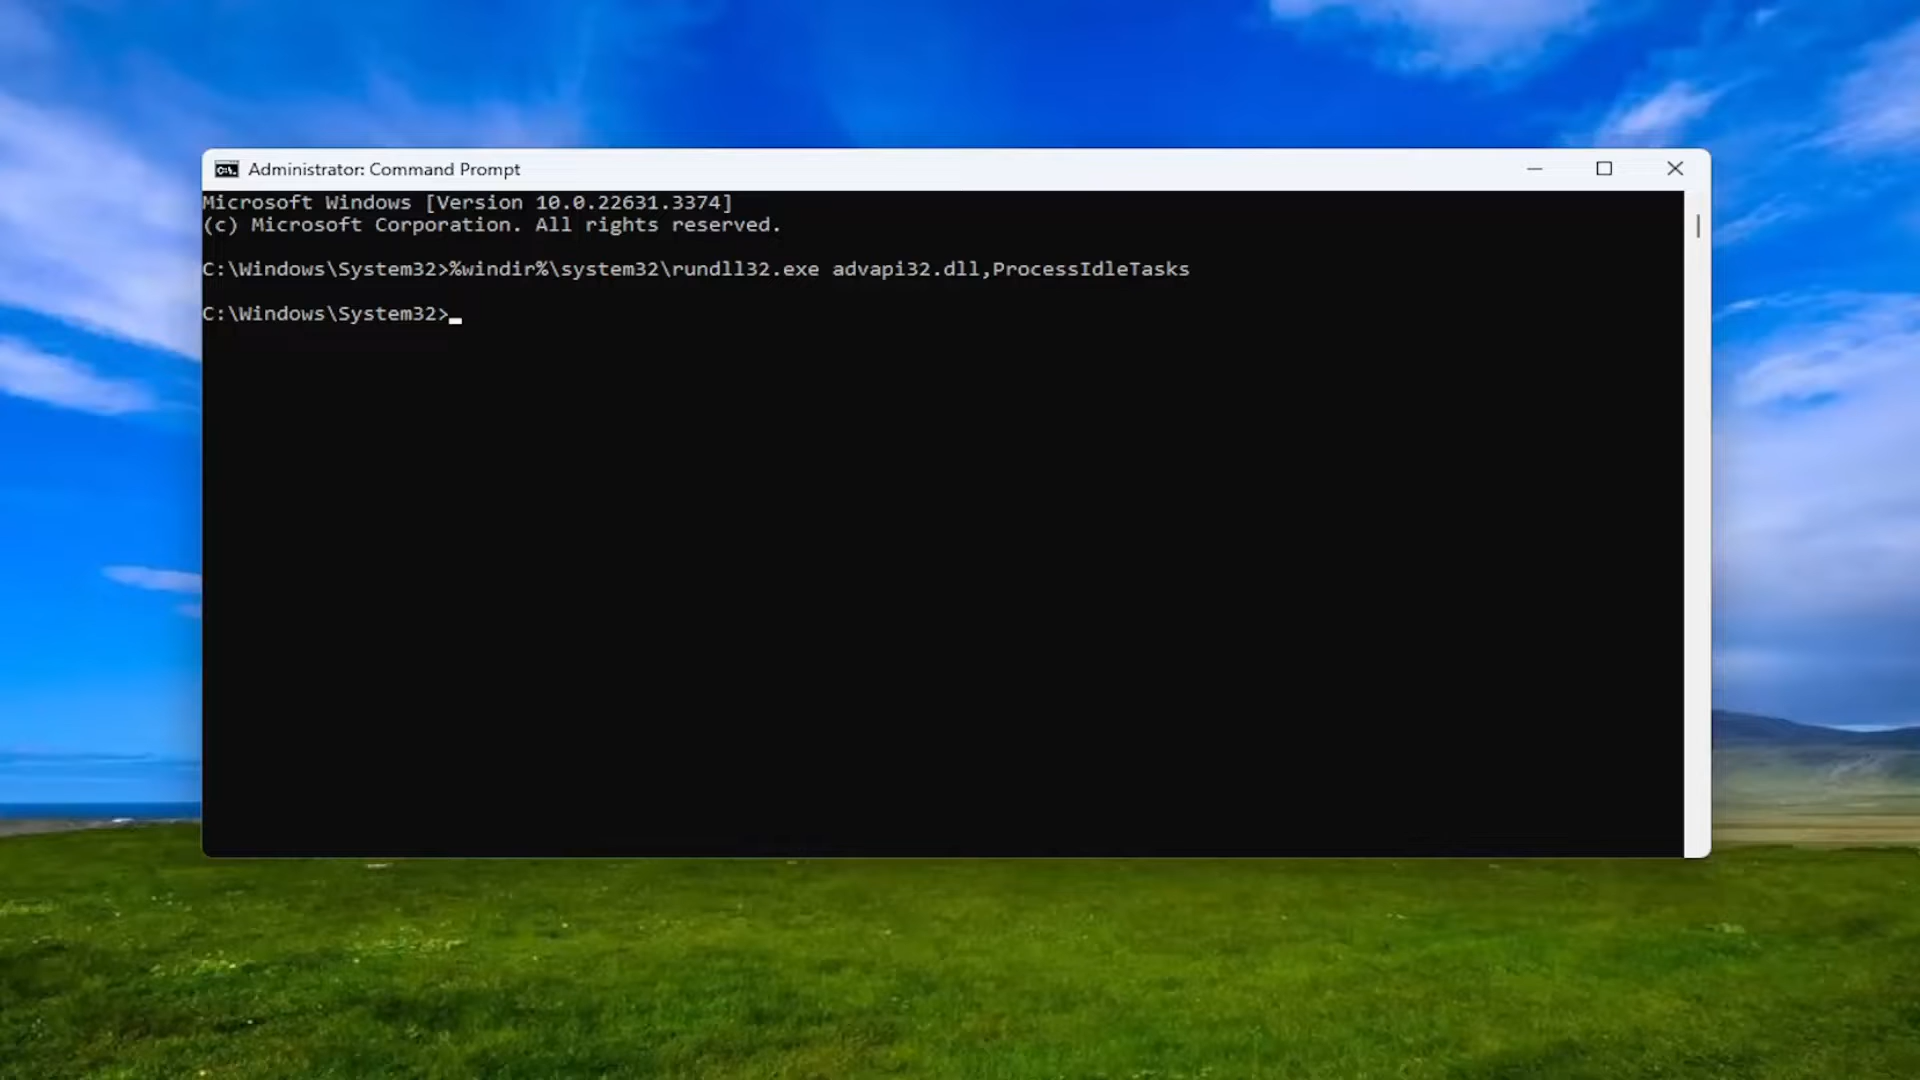 Administrator: Command Prompt
Microsoft Windows [Version 10.0.22631.3374]
(c) Microsoft Corporation. All rights reserved.
C:\Windows\System32>%windir%\system32\rundll32.exe advapi32.dll,ProcessIdleTasks
C:\Windows\System32>